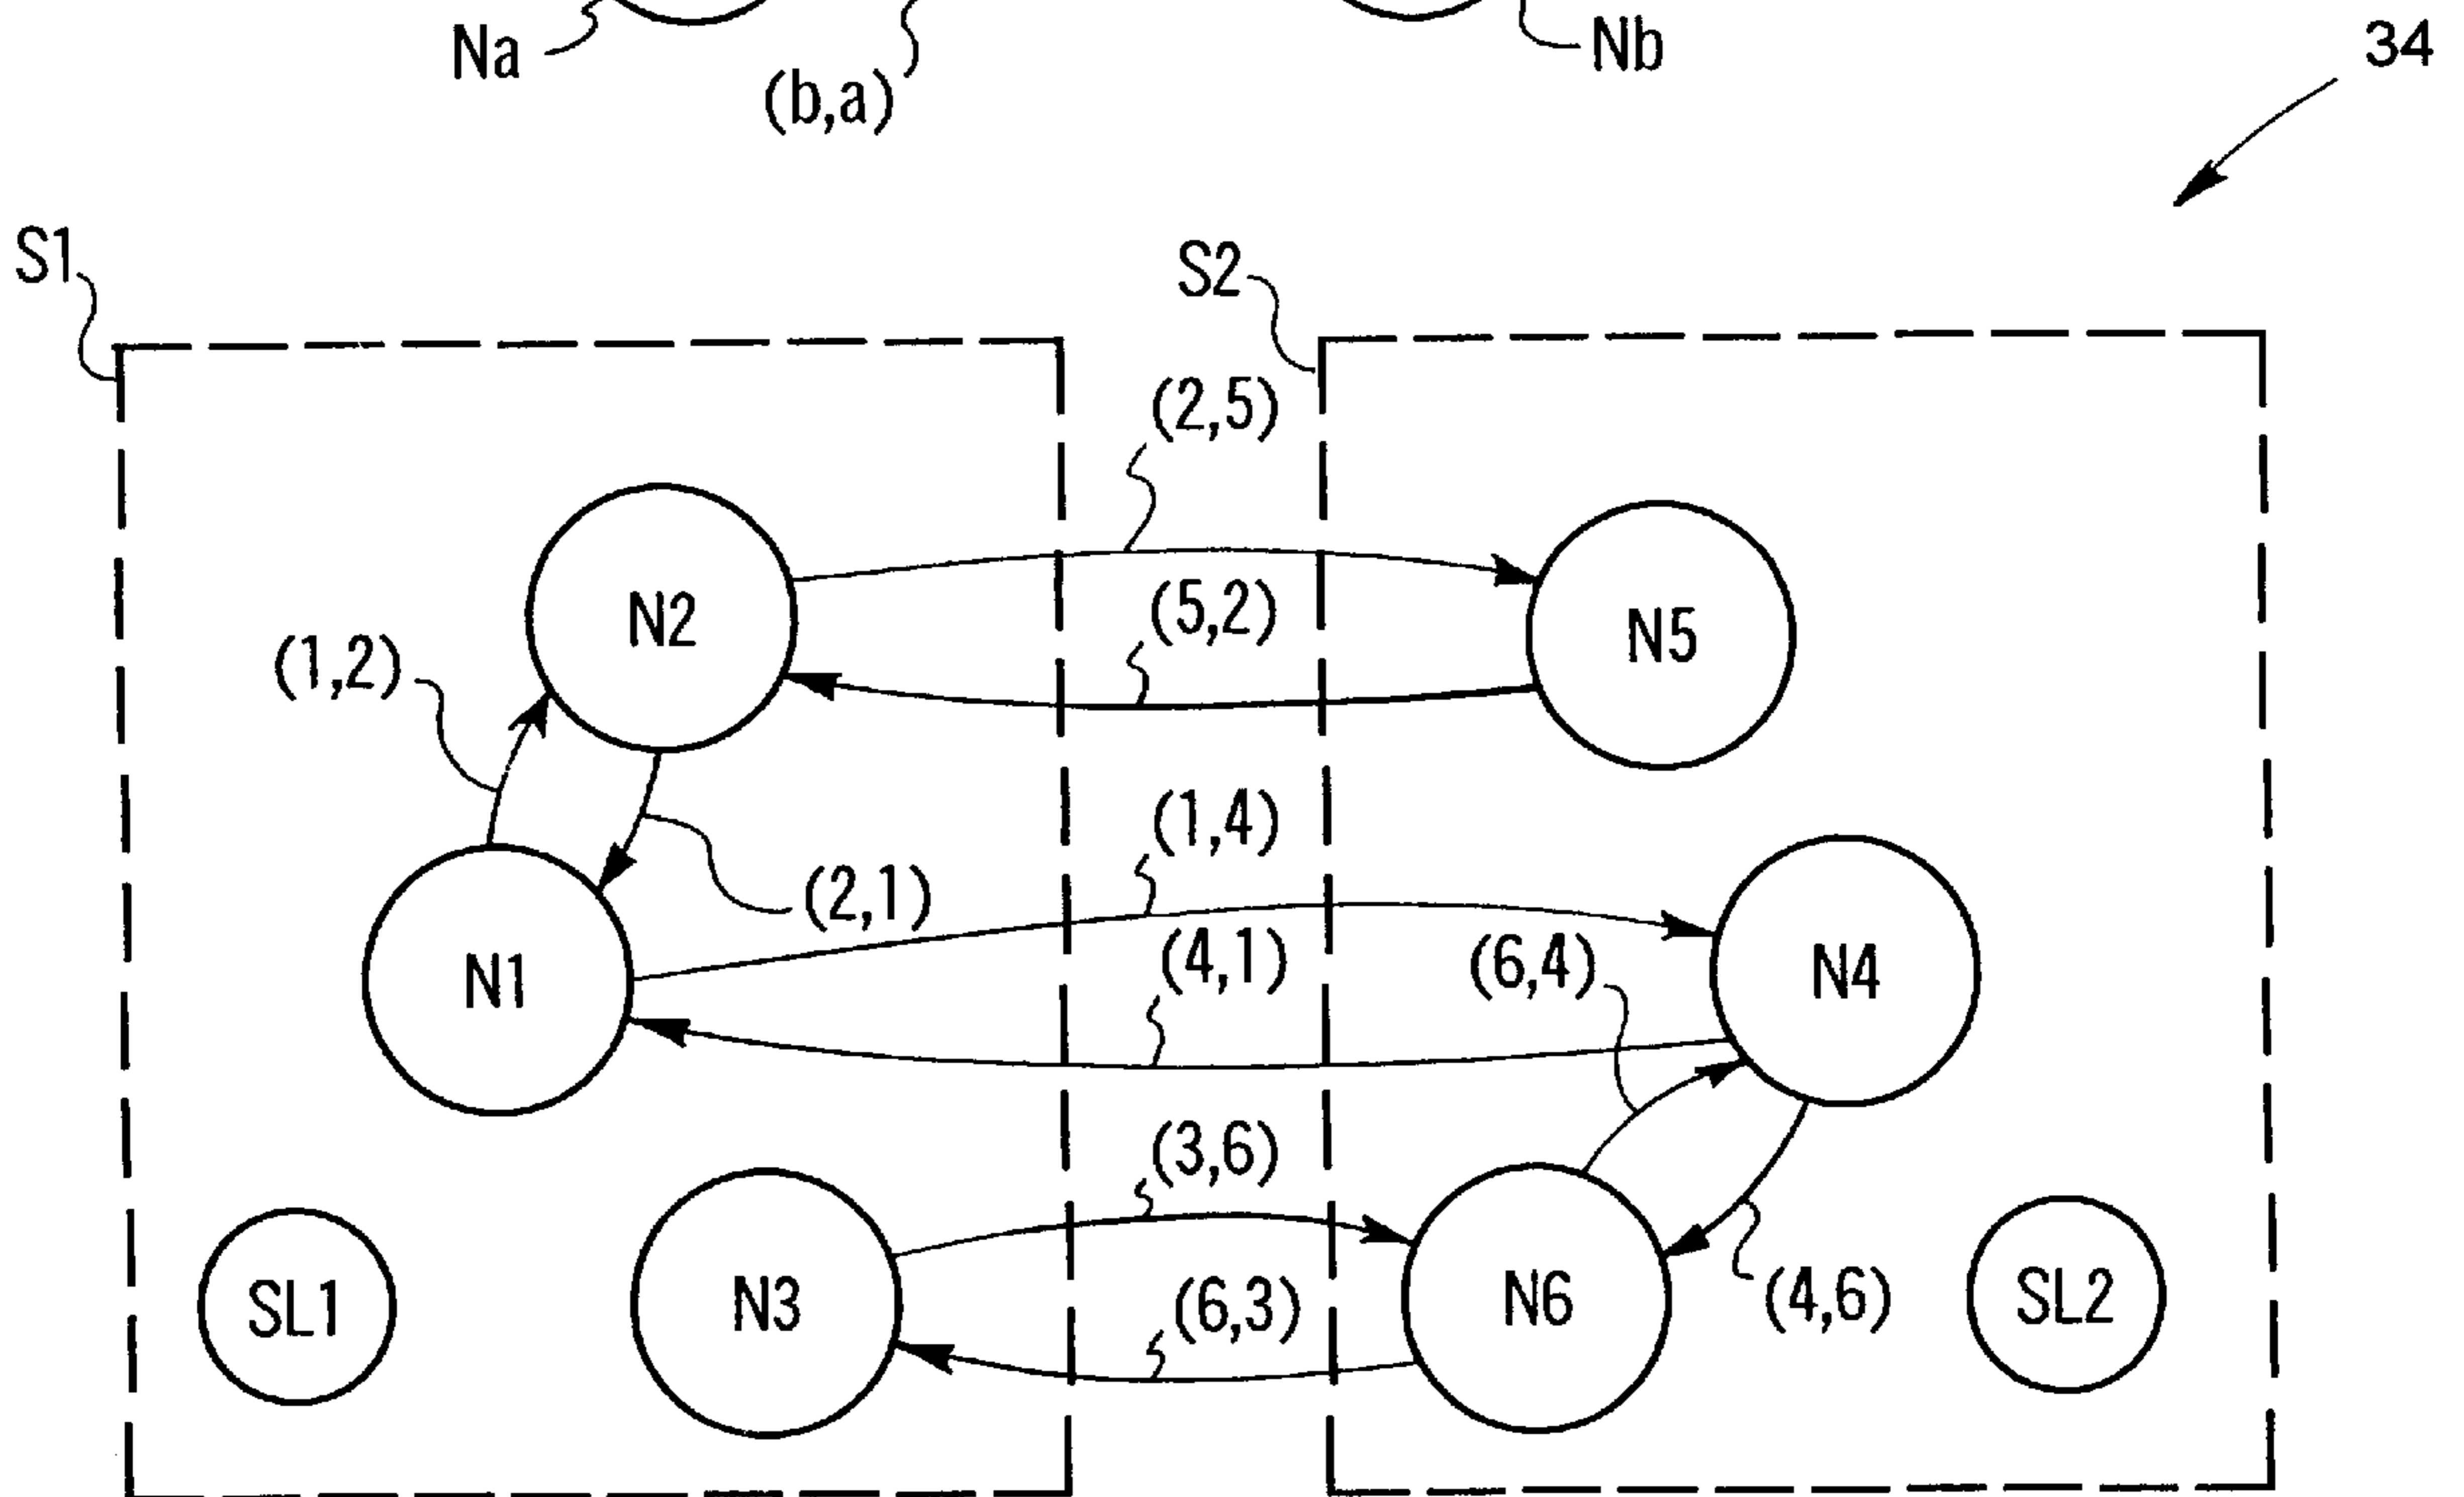 Na
(b,a)
Nb
34
S1
S2
(2,5)
N2
(5,2)
N5
(1,2)
(1,4)
(2,1)
N1
(4,1)
(6,4)
N4
(3,6)
SL1
N3
(6,3)
N6
(4,6)
SL2